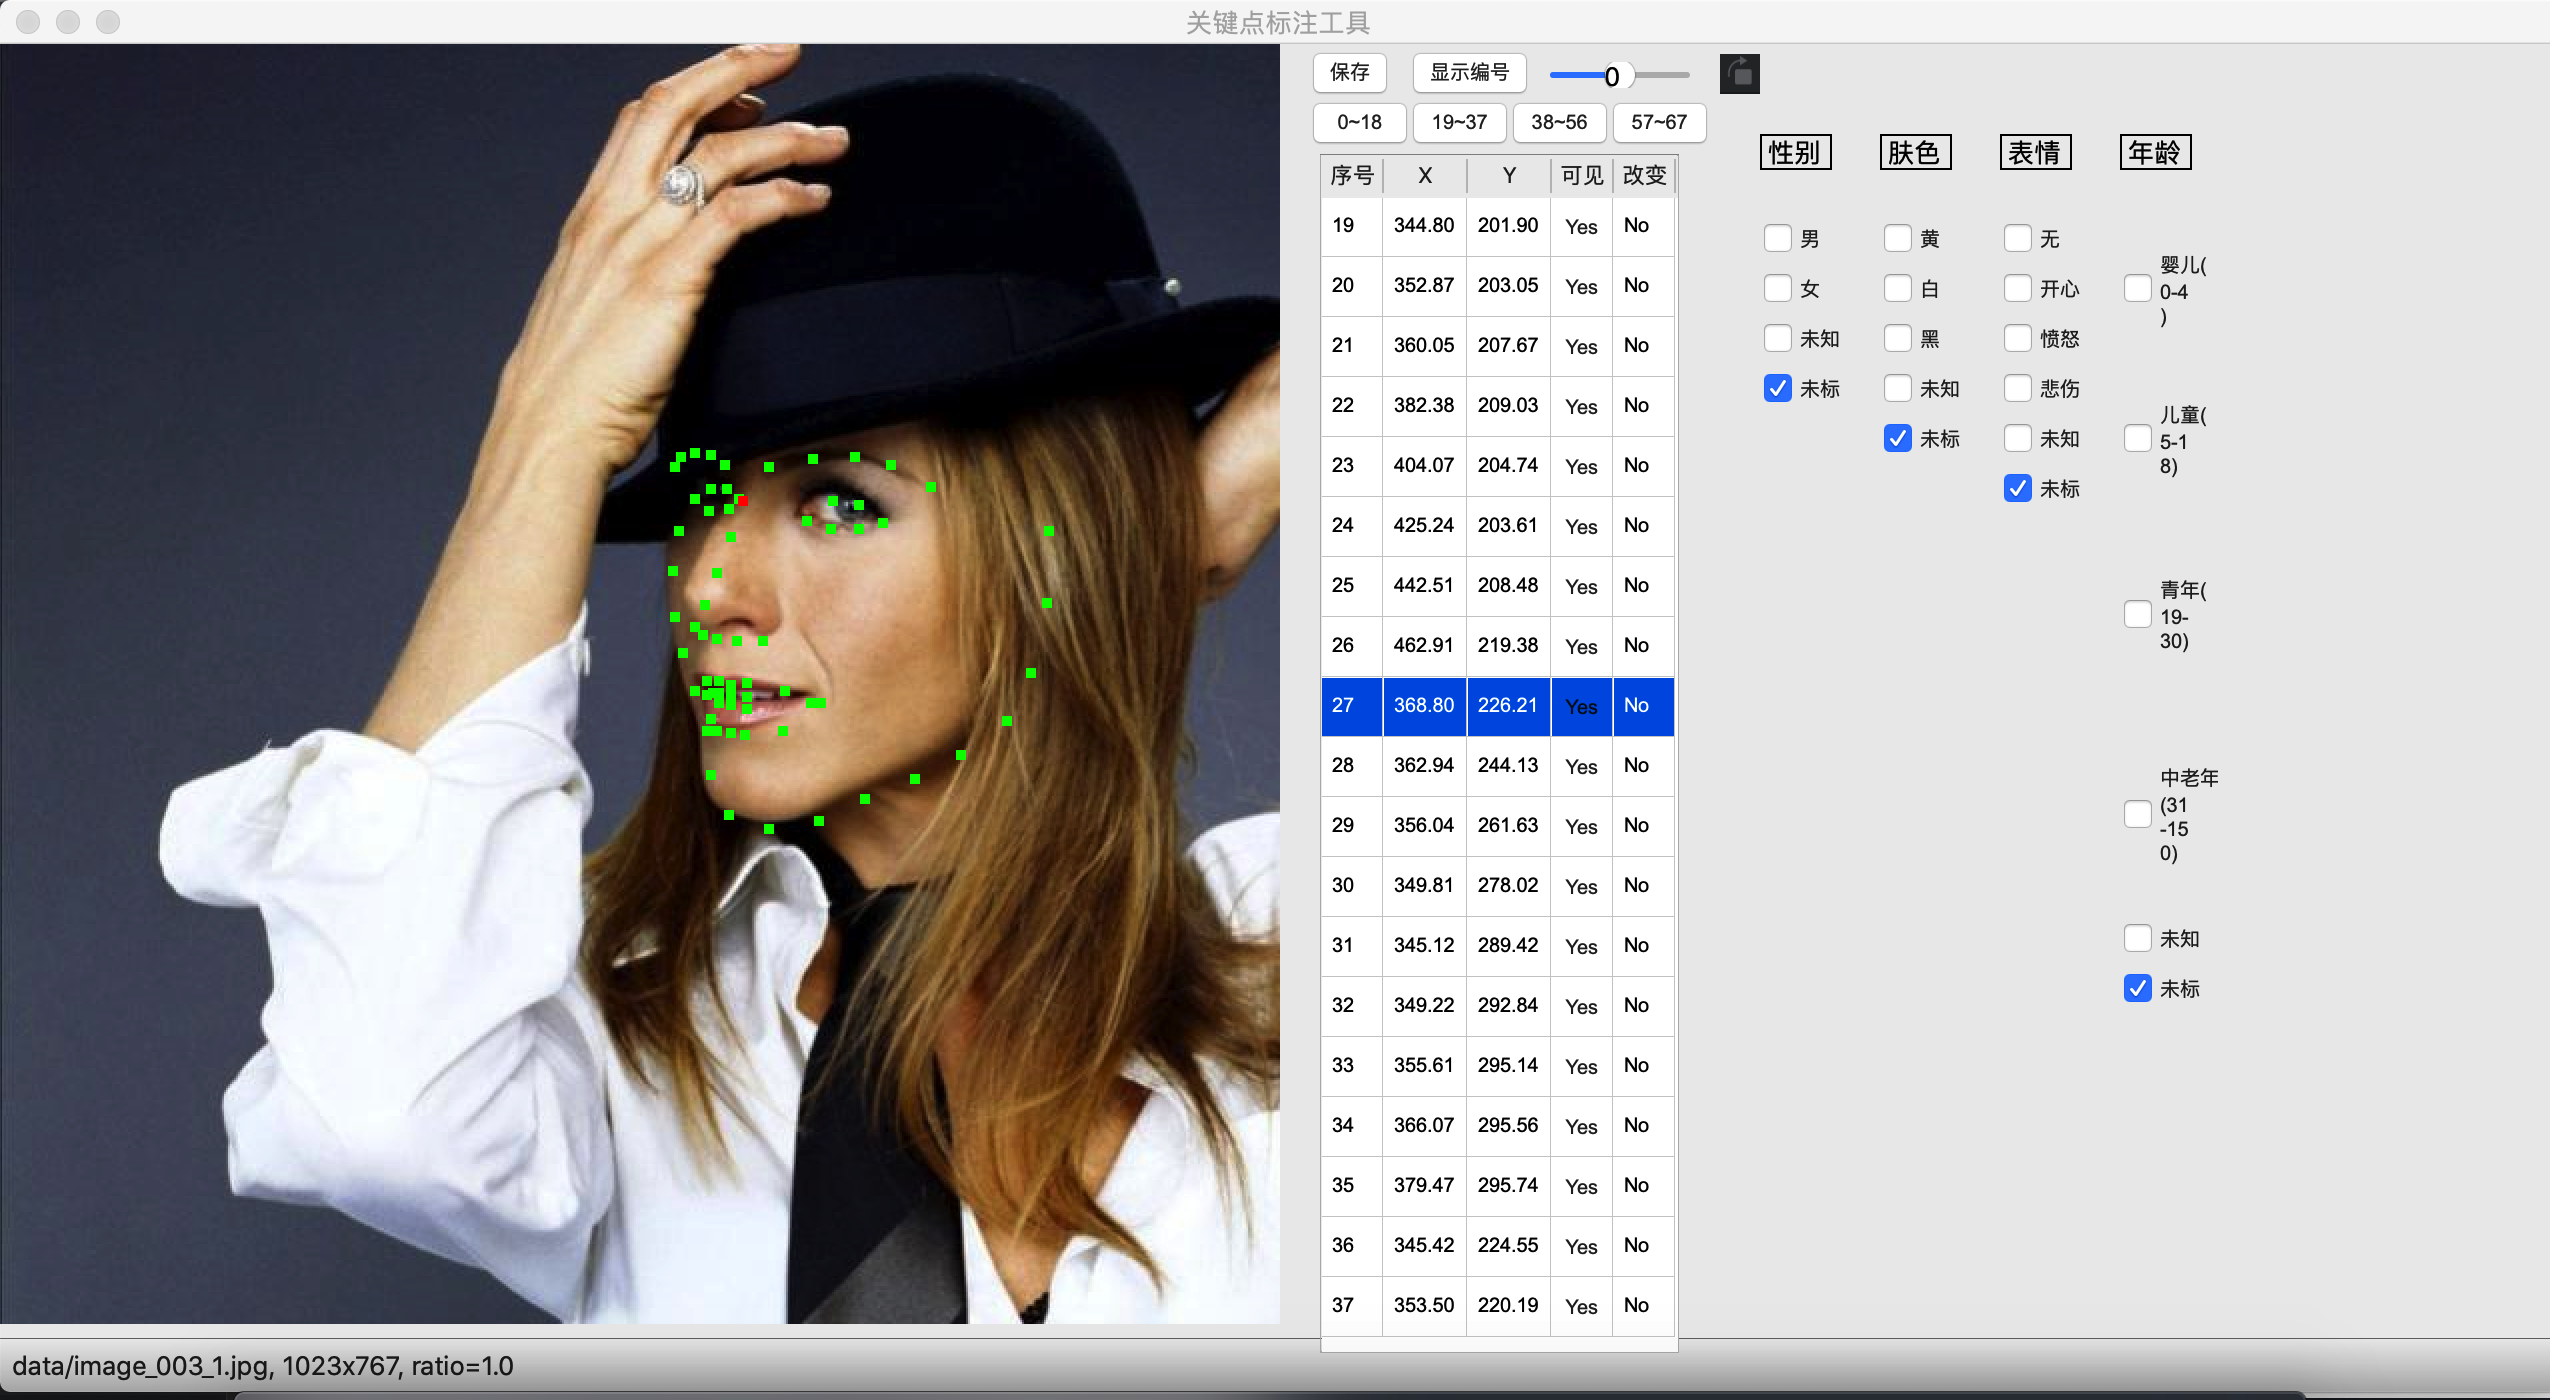 关键点标注工具
保存 显示编号 0
0~18 19~37 38~56 57~67
序号 X Y 可见 改变
19 344.80 201.90 Yes No
20 352.87 203.05 Yes No
21 360.05 207.67 Yes No
22 382.38 209.03 Yes No
23 404.07 204.74 Yes No
24 425.24 203.61 Yes No
25 442.51 208.48 Yes No
26 462.91 219.38 Yes No
27 368.80 226.21 Yes No
28 362.94 244.13 Yes No
29 356.04 261.63 Yes No
30 349.81 278.02 Yes No
31 345.12 289.42 Yes No
32 349.22 292.84 Yes No
33 355.61 295.14 Yes No
34 366.07 295.56 Yes No
35 379.47 295.74 Yes No
36 345.42 224.55 Yes No
37 353.50 220.19 Yes No
性别
男
女
未知
未标
肤色
黄
白
黑
未知
未标
表情
无
开心
愤怒
悲伤
未知
未标
年龄
婴儿(
0-4
)
儿童(
5-1
8)
青年(
19-
30)
中老年
(31
-15
0)
未知
未标
data/image_003_1.jpg, 1023x767, ratio=1.0